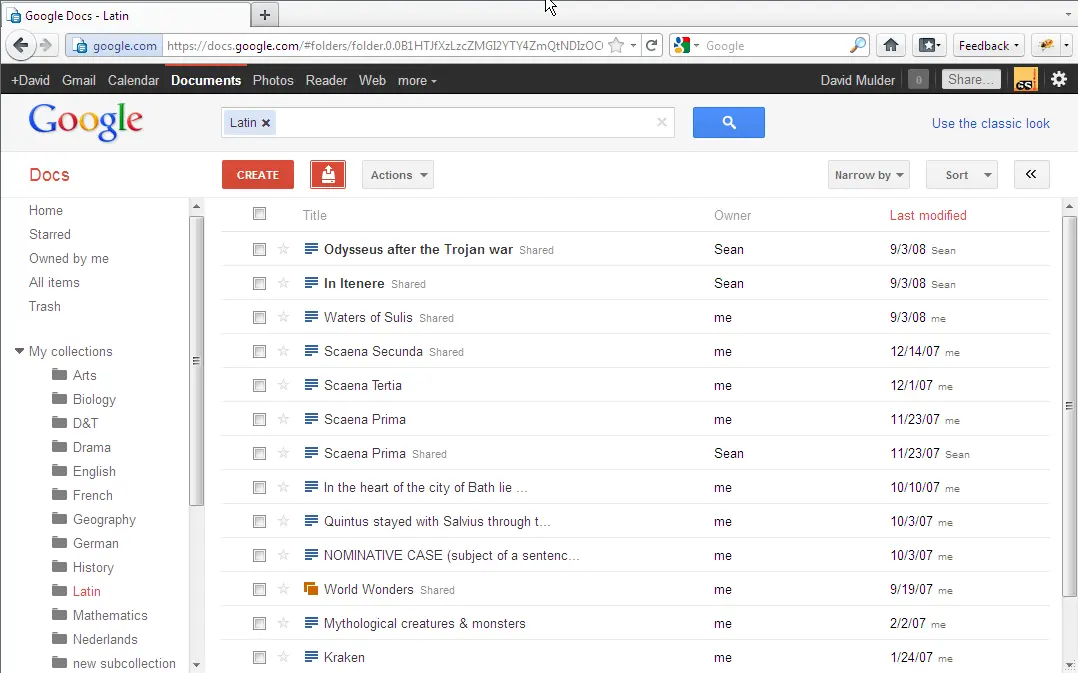 Google Docs - Latin
google.com https://docs.google.com/#folders/folder.0.0B1HTJfXzLzcZMGI2YTY4ZmQtNDIzOC Google Feedback
+David Gmail Calendar Documents Photos Reader Web more David Mulder 0 Share...
Google Latin Use the classic look
Docs CREATE Actions Narrow by Sort
Home
Starred
Owned by me
All items
Trash
My collections
Arts
Biology
D&T
Drama
English
French
Geography
German
History
Latin
Mathematics
Nederlands
new subcollection
Title Owner Last modified
Odysseus after the Trojan war Shared Sean 9/3/08 Sean
In Itenere Shared Sean 9/3/08 Sean
Waters of Sulis Shared me 9/3/08 me
Scaena Secunda Shared me 12/14/07 me
Scaena Tertia me 12/1/07 me
Scaena Prima me 11/23/07 me
Scaena Prima Shared Sean 11/23/07 Sean
In the heart of the city of Bath lie ... me 10/10/07 me
Quintus stayed with Salvius through t... me 10/3/07 me
NOMINATIVE CASE (subject of a sentenc... me 10/3/07 me
World Wonders Shared me 9/19/07 me
Mythological creatures & monsters me 2/2/07 me
Kraken me 1/24/07 me